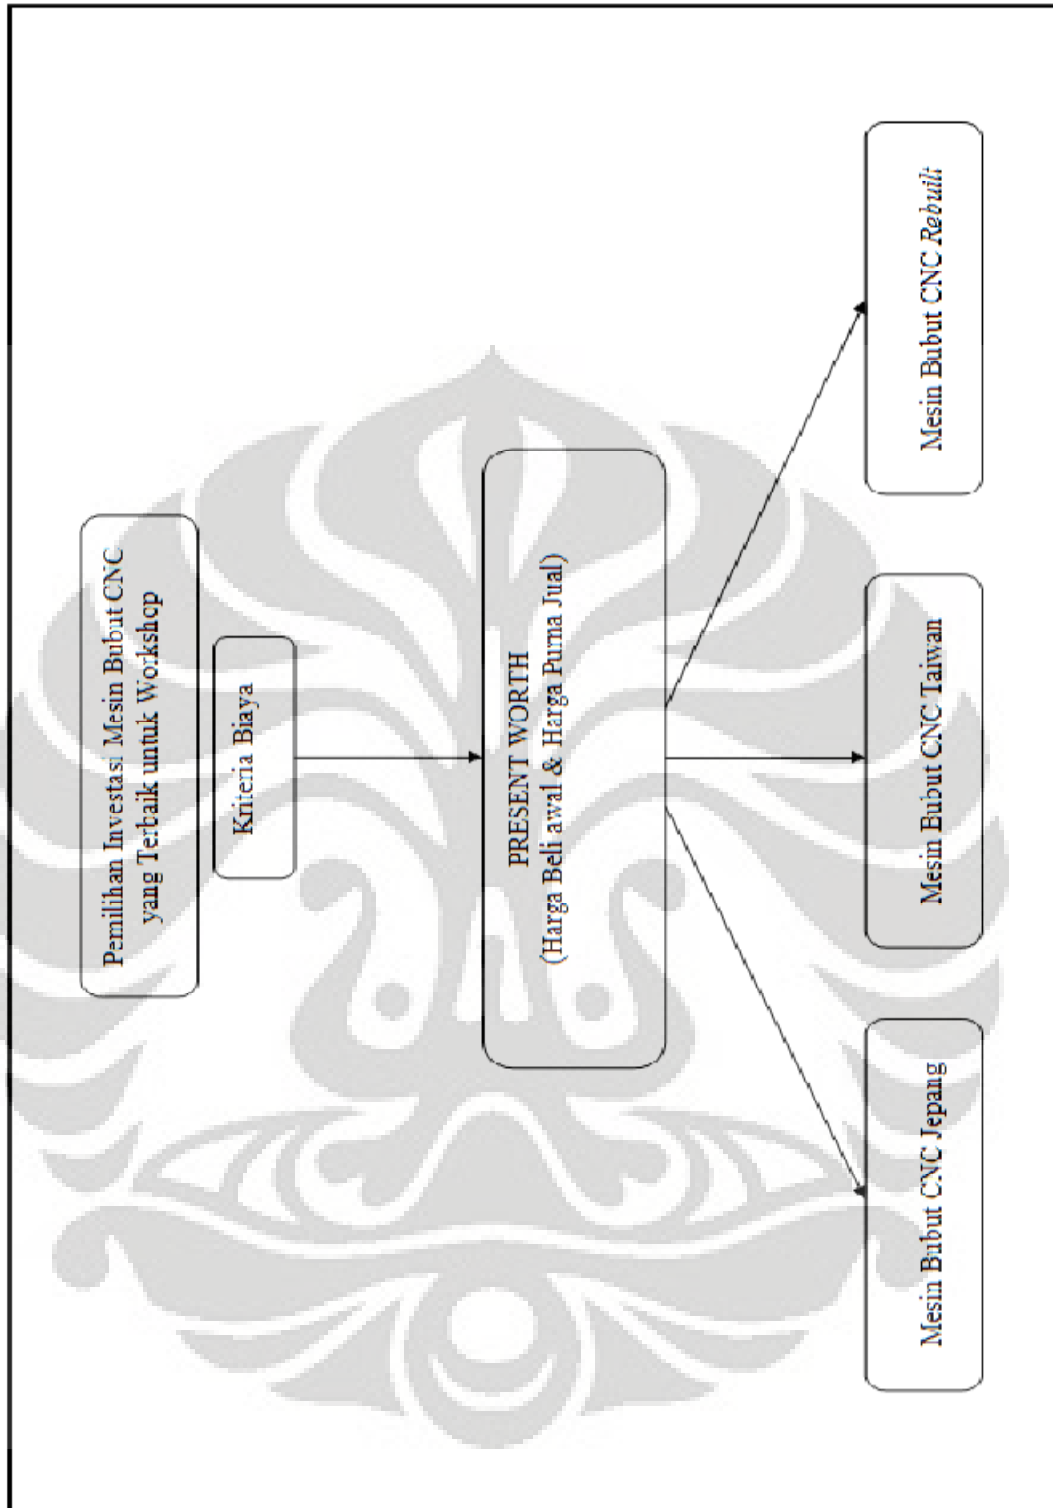 Pemilihan Investasi Mesin Bubut CNC
yang Terbaik untuk Workshop
Kriteria Biaya
PRESENT WORTH
(Harga Beli awal & Harga Purna Jual)
Mesin Bubut CNC Jepang
Mesin Bubut CNC Taiwan
Mesin Bubut CNC Rebuilt